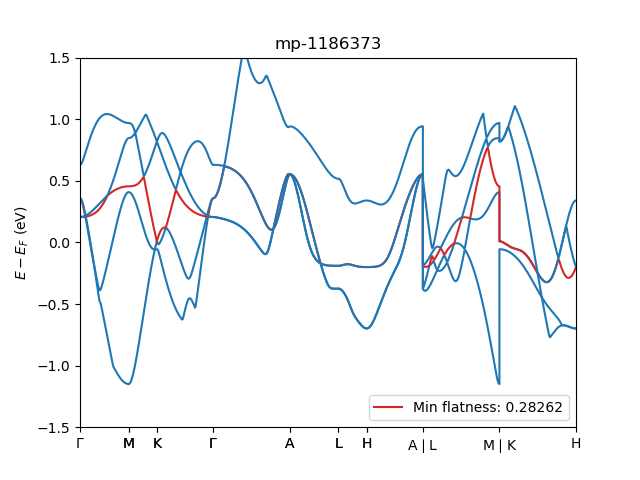 mp-1186373
E − E_F (eV)
1.5
1.0
0.5
0.0
−0.5
−1.0
−1.5
Min flatness: 0.28262
Γ M K Γ A L H A | L M | K H